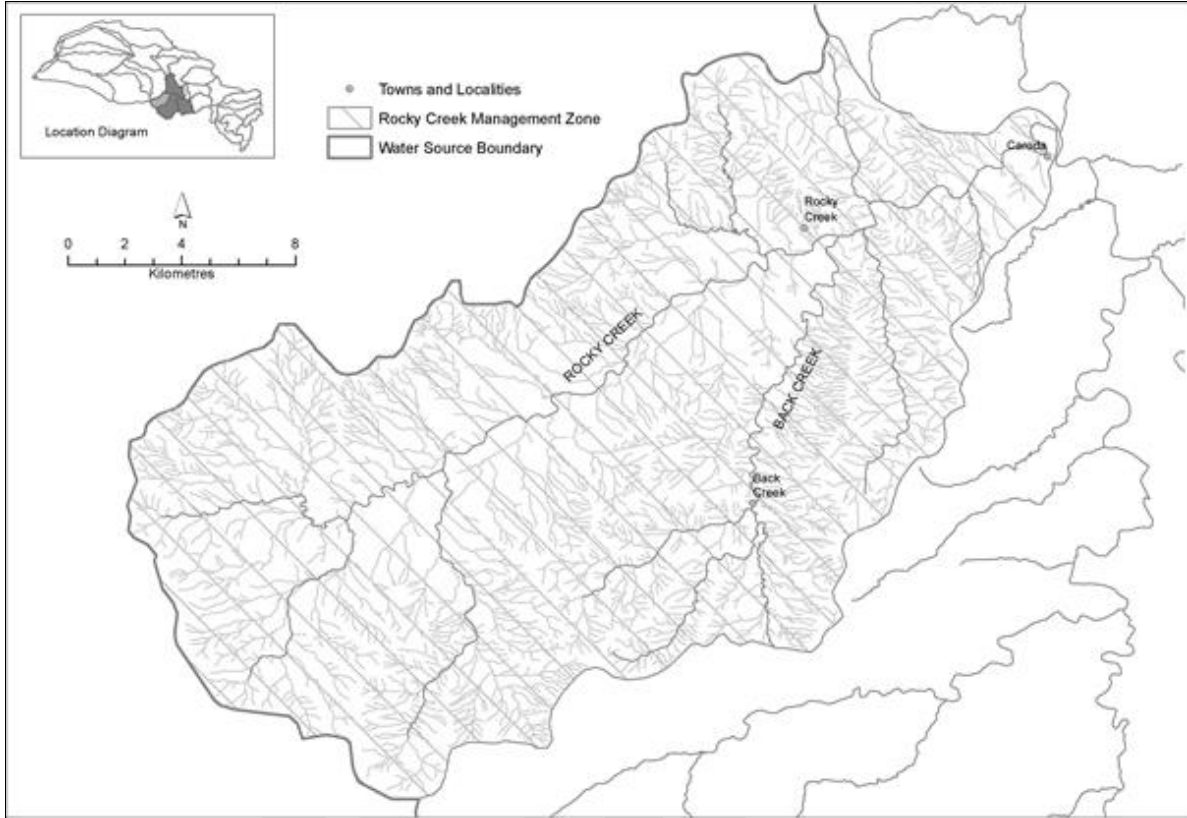 Location Diagram
Towns and Localities
Rocky Creek Management Zone
Water Source Boundary
N
0 2 4 8
Kilometres
Caroda
Rocky
Creek
ROCKY CREEK
BACK CREEK
Back
Creek